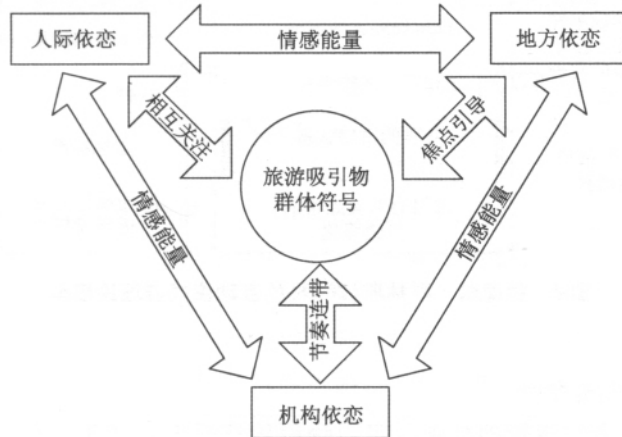 人际依恋
情感能量
地方依恋
相互关注
焦点引导
旅游吸引物
群体符号
情感能量
情感能量
节奏连带
机构依恋